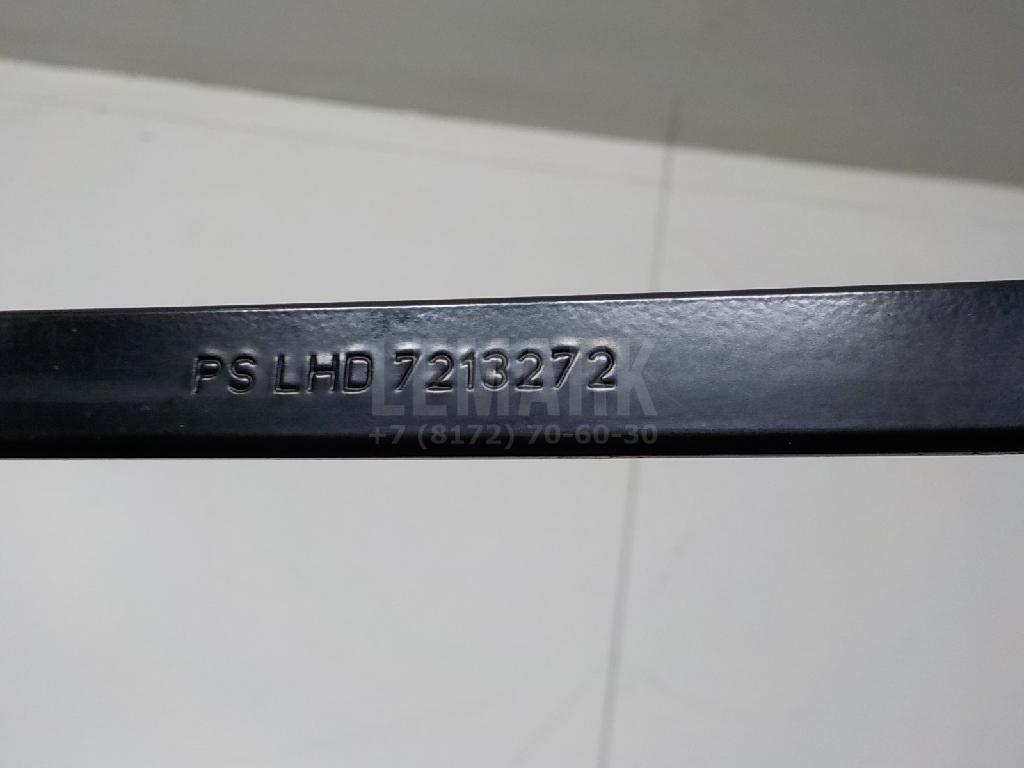 PS LHD 7213272
LEMARK
+7 (8172) 70-60-30